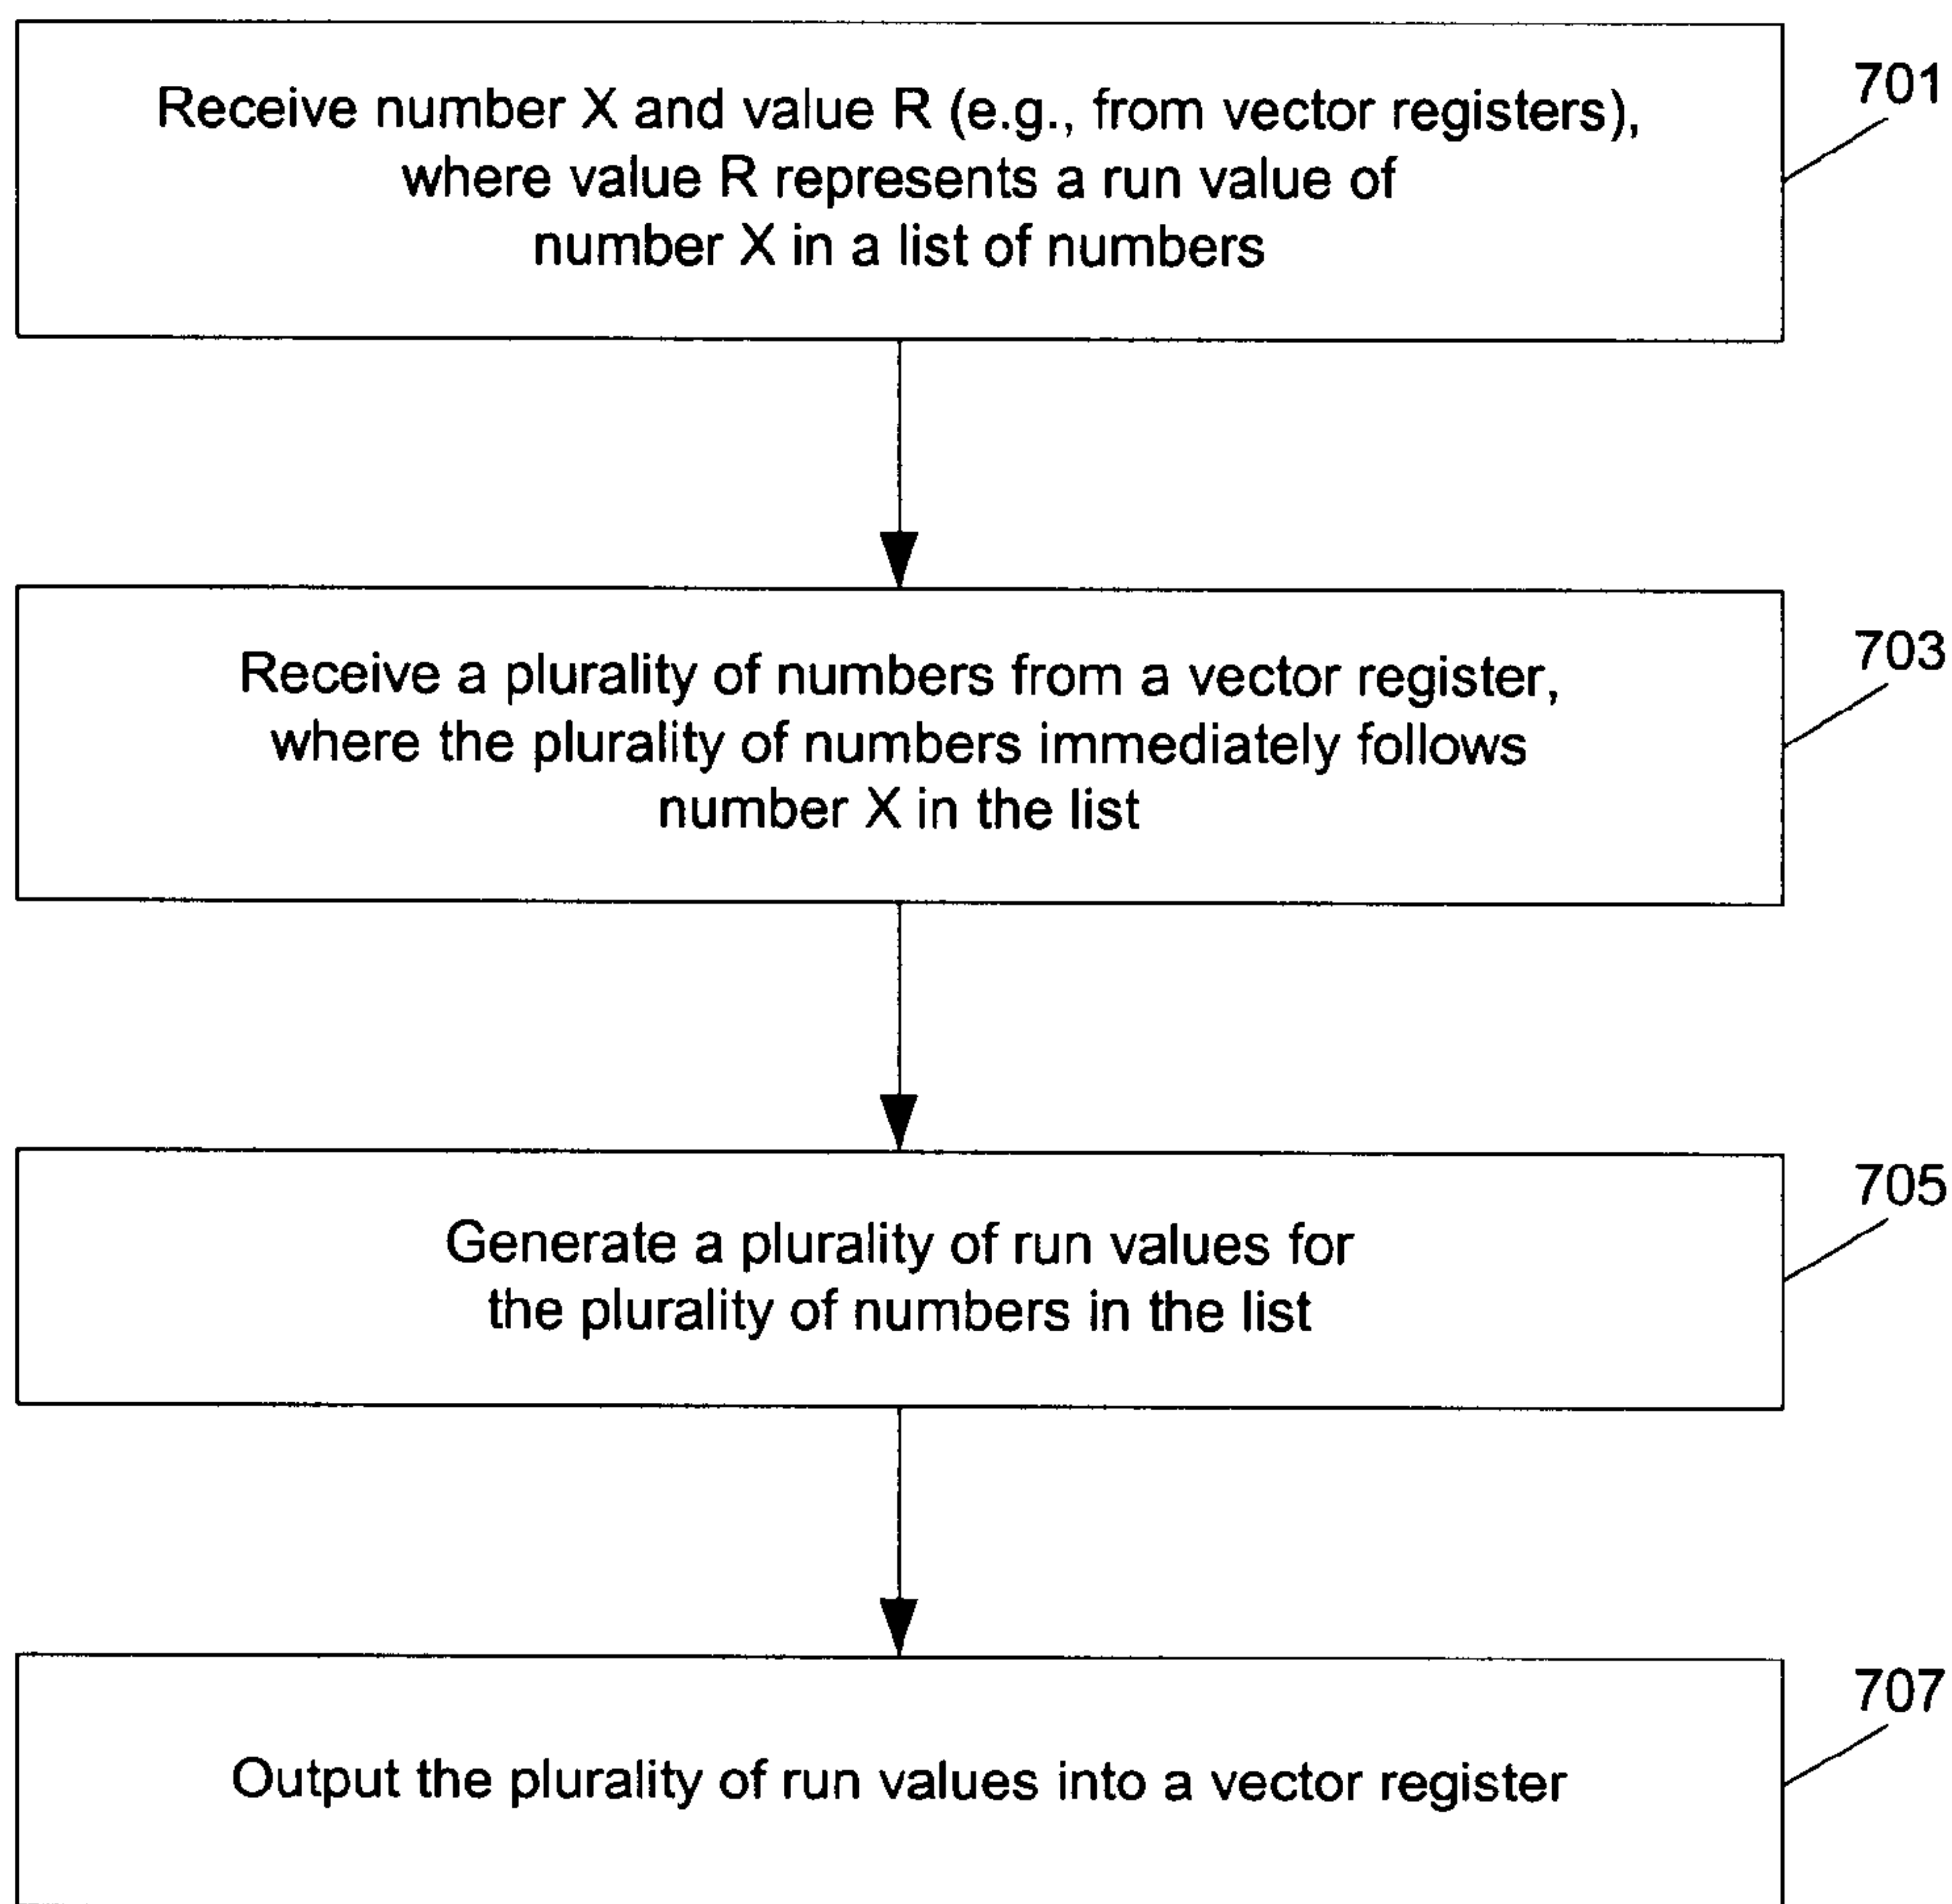 Receive number X and value R (e.g., from vector registers),
where value R represents a run value of
number X in a list of numbers
701
Receive a plurality of numbers from a vector register,
where the plurality of numbers immediately follows
number X in the list
703
Generate a plurality of run values for
the plurality of numbers in the list
705
Output the plurality of run values into a vector register
707